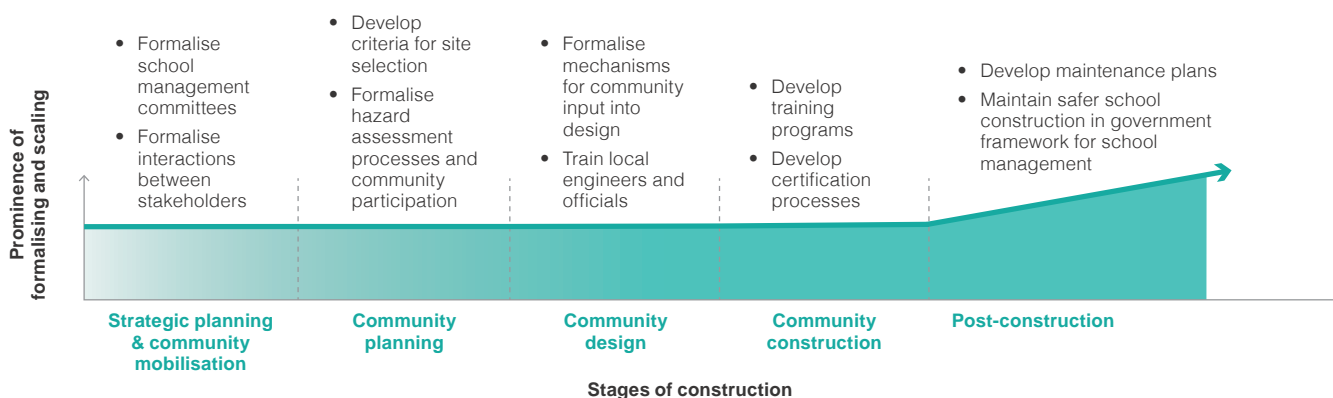 Prominence of
formalising and scaling
• Formalise
school
management
committees
• Formalise
interactions
between
stakeholders
• Develop
criteria for site
selection
• Formalise
hazard
assessment
processes and
community
participation
• Formalise
mechanisms
for community
input into
design
• Train local
engineers and
officials
• Develop
training
programs
• Develop
certification
processes
• Develop maintenance plans
• Maintain safer school
construction in government
framework for school
management
Strategic planning
& community
mobilisation
Community
planning
Community
design
Community
construction
Post-construction
Stages of construction